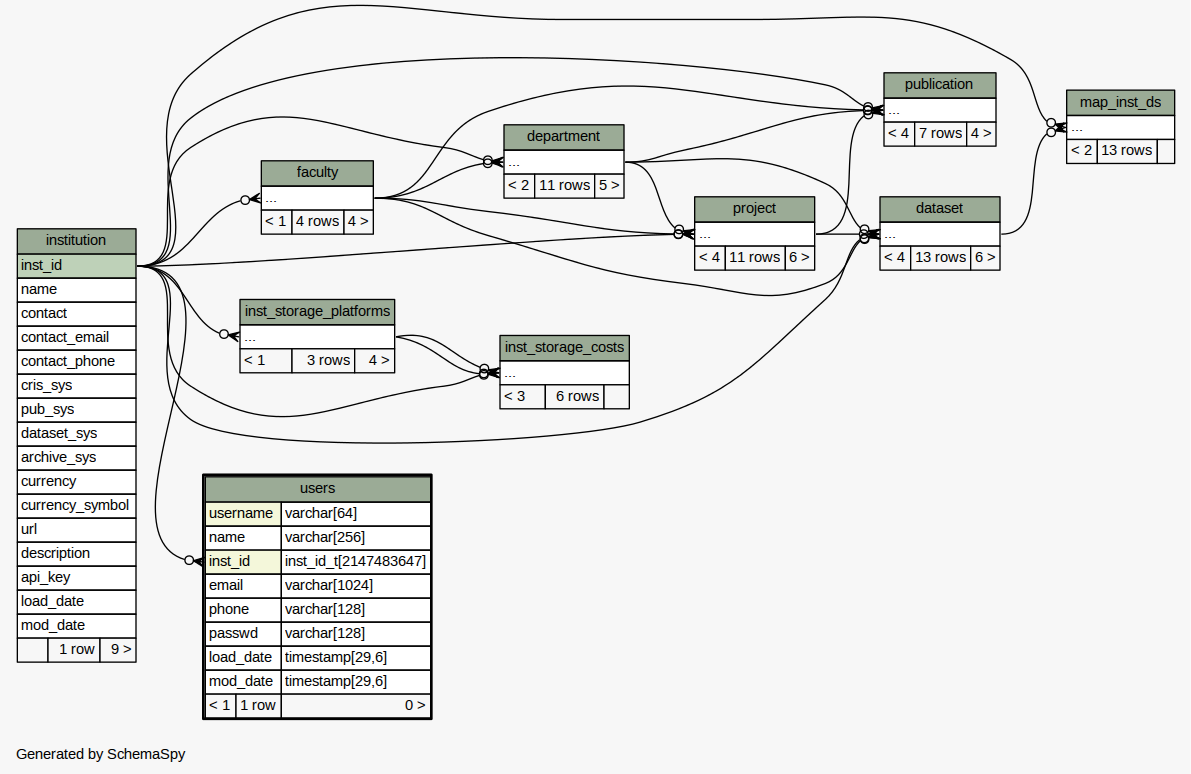 publication
...
< 4 7 rows 4 >
map_inst_ds
...
< 2 13 rows
department
...
< 2 11 rows 5 >
faculty
...
< 1 4 rows 4 >
project
...
< 4 11 rows 6 >
dataset
...
< 4 13 rows 6 >
institution
inst_id
name
contact
contact_email
contact_phone
cris_sys
pub_sys
dataset_sys
archive_sys
currency
currency_symbol
url
description
api_key
load_date
mod_date
1 row 9 >
inst_storage_platforms
...
< 1 3 rows 4 >
inst_storage_costs
...
< 3 6 rows
users
username varchar[64]
name varchar[256]
inst_id inst_id_t[2147483647]
email varchar[1024]
phone varchar[128]
passwd varchar[128]
load_date timestamp[29,6]
mod_date timestamp[29,6]
< 1 1 row 0 >
Generated by SchemaSpy